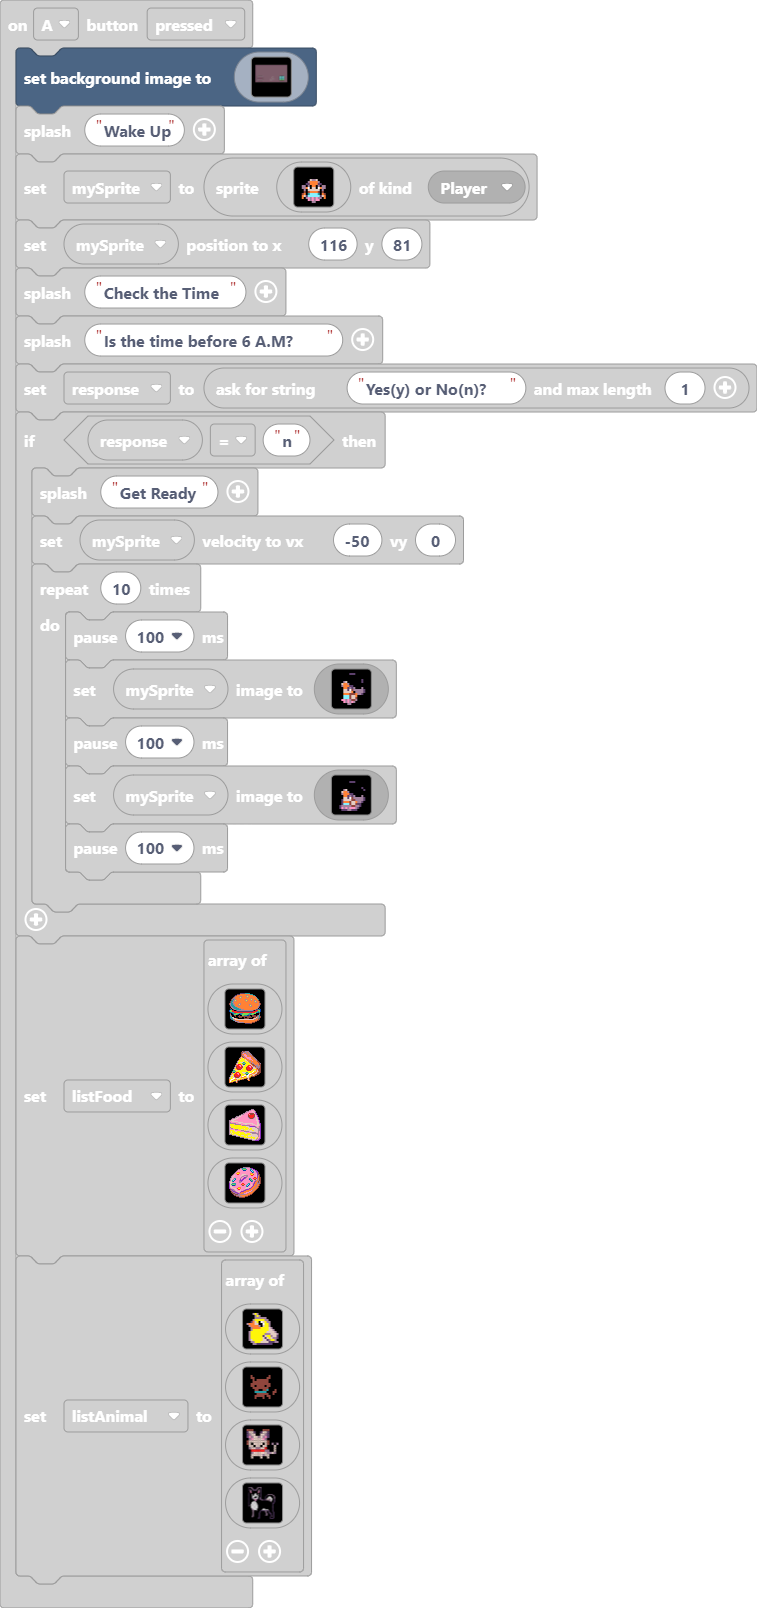 on A button pressed
set background image to
splash "Wake Up"
set mySprite to sprite of kind Player
set mySprite position to x 116 y 81
splash "Check the Time"
splash "Is the time before 6 A.M?"
set response to ask for string "Yes(y) or No(n)?" and max length 1
if response = "n" then
splash "Get Ready"
set mySprite velocity to vx -50 vy 0
repeat 10 times
do
pause 100 ms
set mySprite image to
pause 100 ms
set mySprite image to
pause 100 ms
array of
set listFood to
array of
set listAnimal to